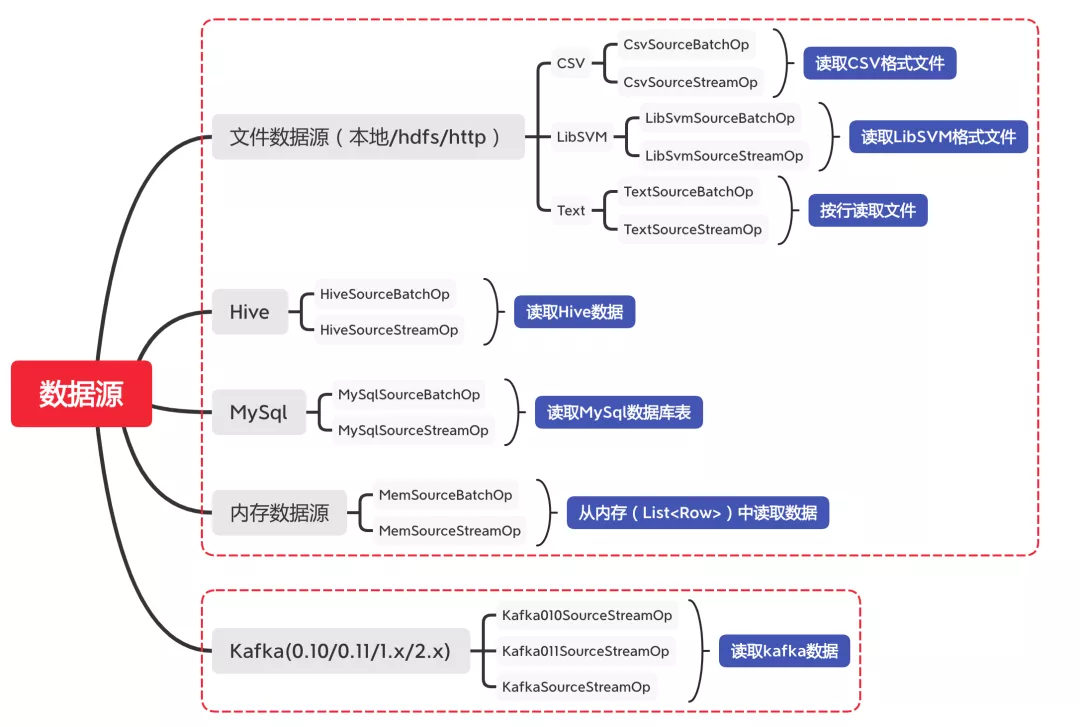 数据源
文件数据源（本地/hdfs/http）
CSV
CsvSourceBatchOp
CsvSourceStreamOp
读取CSV格式文件
LibSVM
LibSvmSourceBatchOp
LibSvmSourceStreamOp
读取LibSVM格式文件
Text
TextSourceBatchOp
TextSourceStreamOp
按行读取文件
Hive
HiveSourceBatchOp
HiveSourceStreamOp
读取Hive数据
MySql
MySqlSourceBatchOp
MySqlSourceStreamOp
读取MySql数据库表
内存数据源
MemSourceBatchOp
MemSourceStreamOp
从内存（List<Row>）中读取数据
Kafka(0.10/0.11/1.x/2.x)
Kafka010SourceStreamOp
Kafka011SourceStreamOp
KafkaSourceStreamOp
读取kafka数据